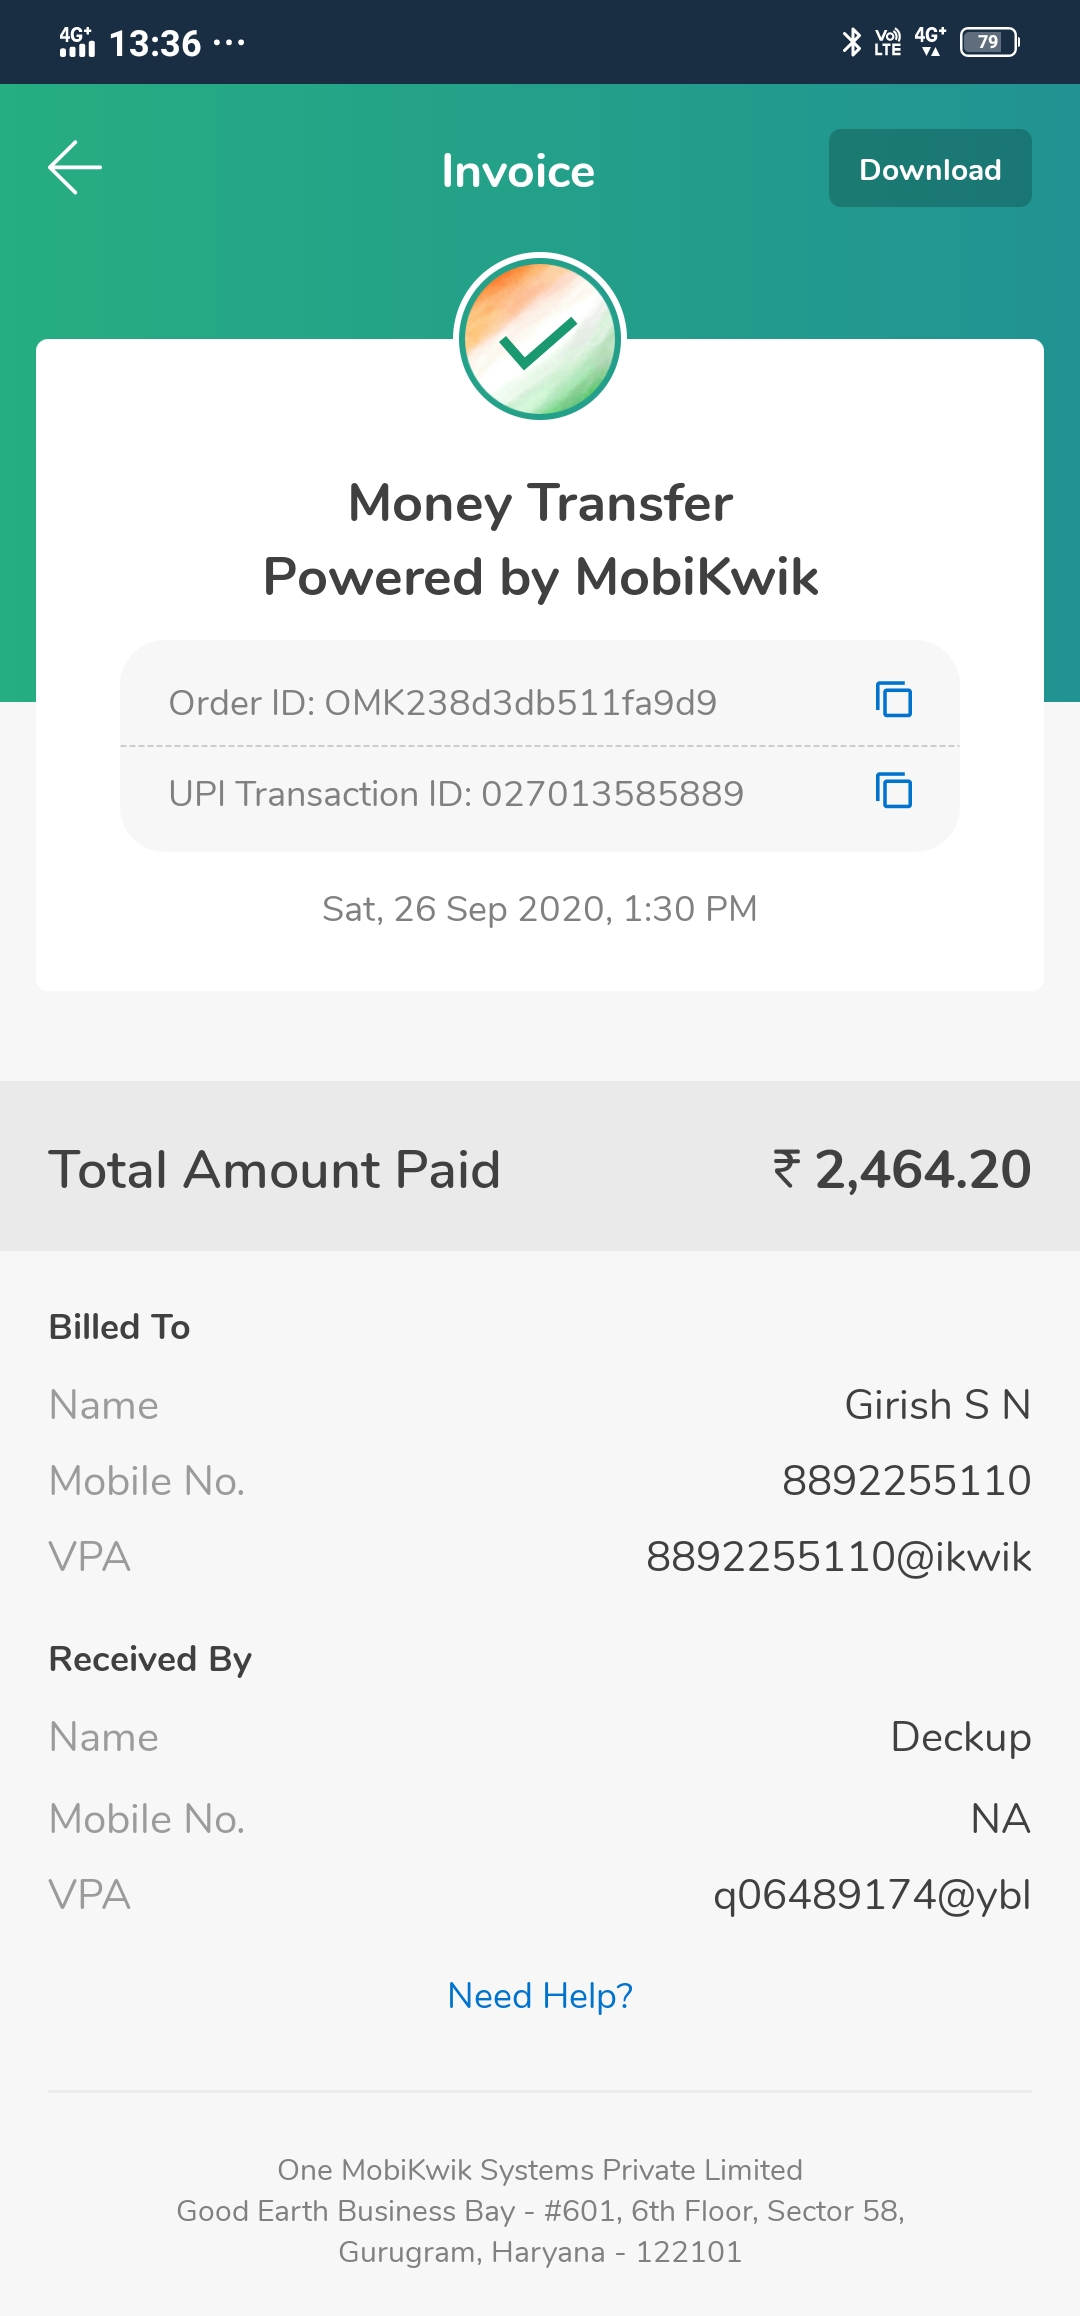 4G+ 13:36 ··· Vo)) LTE 4G+ 79
Invoice
Download
Money Transfer
Powered by MobiKwik
Order ID: OMK238d3db511fa9d9
UPI Transaction ID: 027013585889
Sat, 26 Sep 2020, 1:30 PM
Total Amount Paid ₹ 2,464.20
Billed To
Name Girish S N
Mobile No. 8892255110
VPA 8892255110@ikwik
Received By
Name Deckup
Mobile No. NA
VPA q06489174@ybl
Need Help?
One MobiKwik Systems Private Limited
Good Earth Business Bay - #601, 6th Floor, Sector 58,
Gurugram, Haryana - 122101